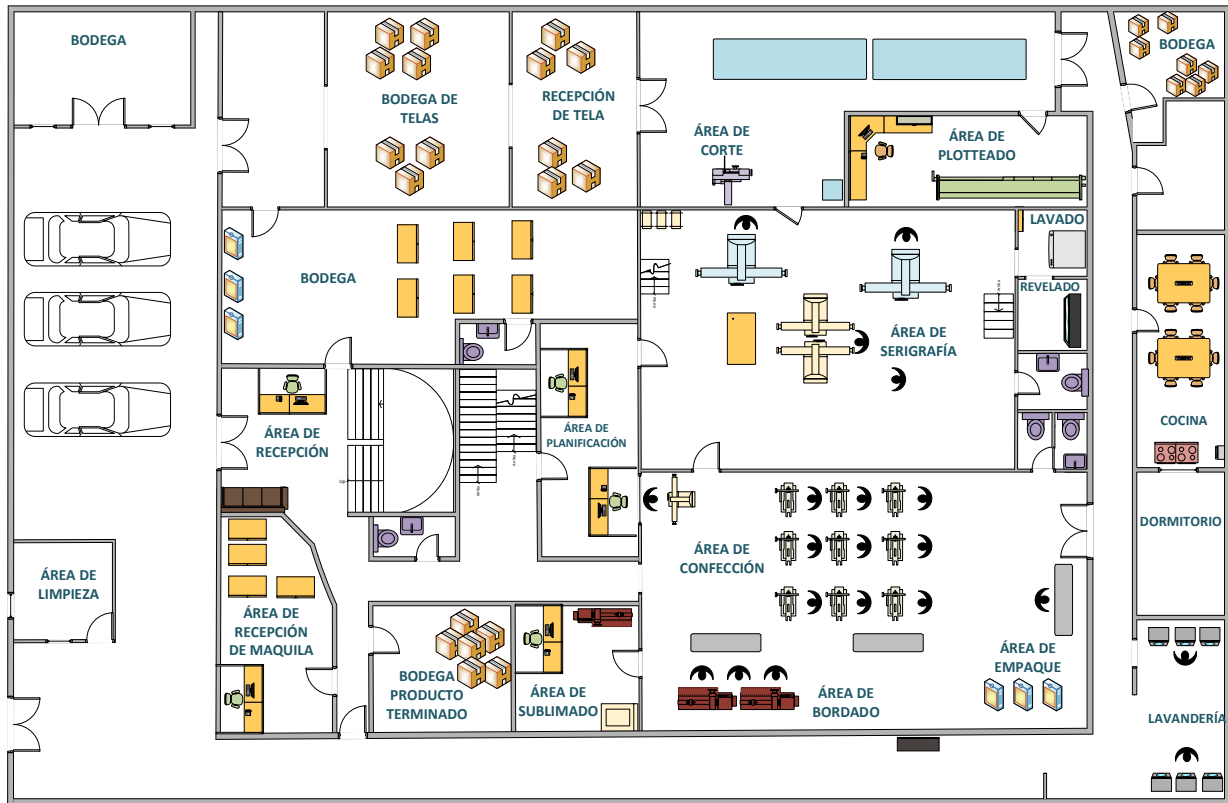 BODEGA
BODEGA
BODEGA DE
TELAS
RECEPCIÓN
DE TELA
ÁREA DE
CORTE
ÁREA DE
PLOTTEADO
LAVADO
BODEGA
REVELADO
ÁREA DE
SERIGRAFÍA
ÁREA DE
RECEPCIÓN
ÁREA DE
PLANIFICACIÓN
COCINA
DORMITORIO
ÁREA DE
CONFECCIÓN
ÁREA DE
LIMPIEZA
ÁREA DE
RECEPCIÓN
DE MAQUILA
BODEGA
PRODUCTO
TERMINADO
ÁREA DE
SUBLIMADO
ÁREA DE
BORDADO
ÁREA DE
EMPAQUE
LAVANDERÍA